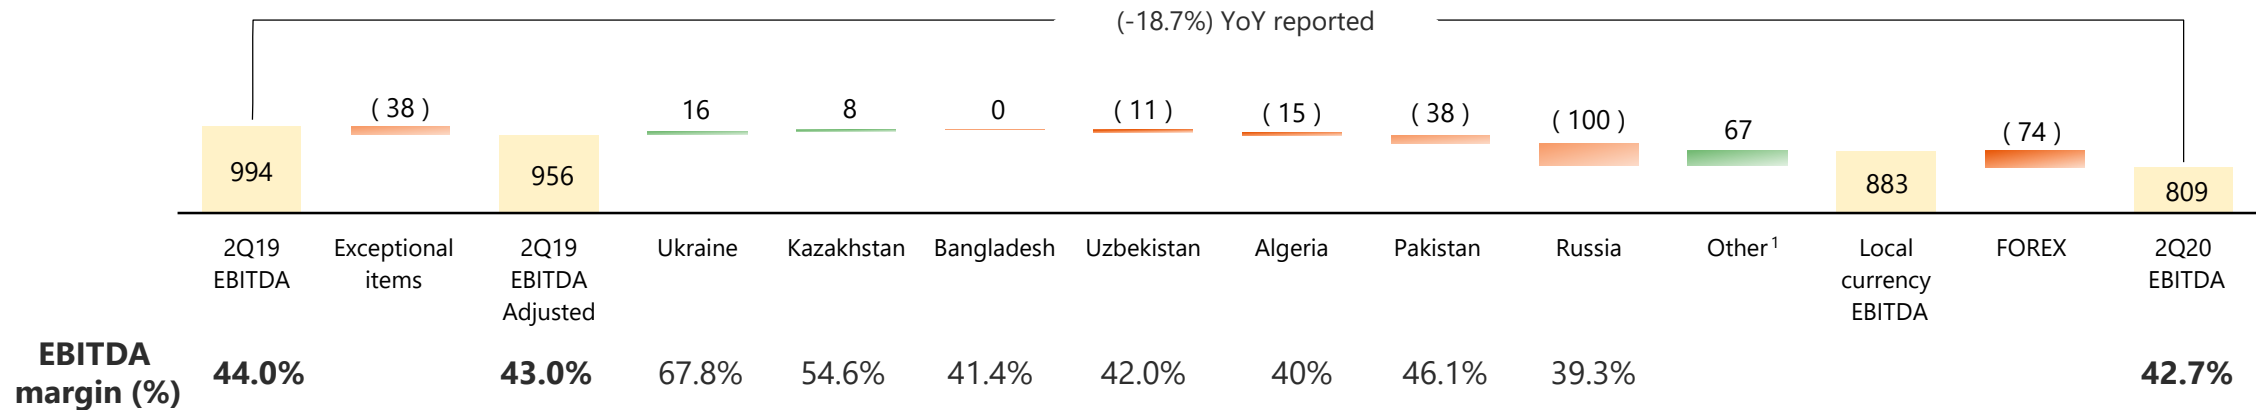 (-18.7%) YoY reported
994
( 38 )
956
16
8
0
( 11 )
( 15 )
( 38 )
( 100 )
67
883
( 74 )
809
2Q19
EBITDA
Exceptional
items
2Q19
EBITDA
Adjusted
Ukraine
Kazakhstan
Bangladesh
Uzbekistan
Algeria
Pakistan
Russia
Other 1
Local
currency
EBITDA
FOREX
2Q20
EBITDA
EBITDA
margin (%)
44.0%
43.0%
67.8%
54.6%
41.4%
42.0%
40%
46.1%
39.3%
42.7%